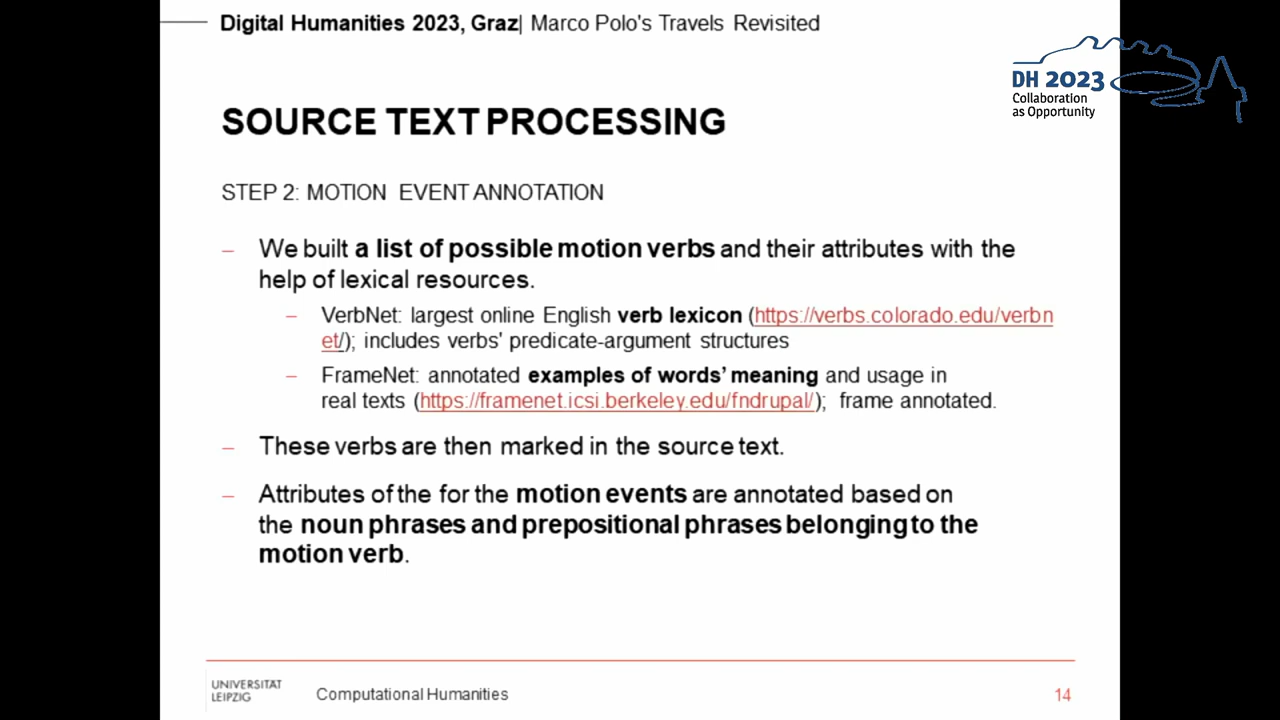 Digital Humanities 2023, Graz| Marco Polo's Travels Revisited
DH 2023
Collaboration
as Opportunity
SOURCE TEXT PROCESSING
STEP 2: MOTION EVENT ANNOTATION
– We built a list of possible motion verbs and their attributes with the
help of lexical resources.
– VerbNet: largest online English verb lexicon (https://verbs.colorado.edu/verbn
et/); includes verbs' predicate-argument structures
– FrameNet: annotated examples of words’ meaning and usage in
real texts (https://framenet.icsi.berkeley.edu/fndrupal/); frame annotated.
– These verbs are then marked in the source text.
– Attributes of the for the motion events are annotated based on
the noun phrases and prepositional phrases belonging to the
motion verb.
UNIVERSITÄT
LEIPZIG
Computational Humanities
14